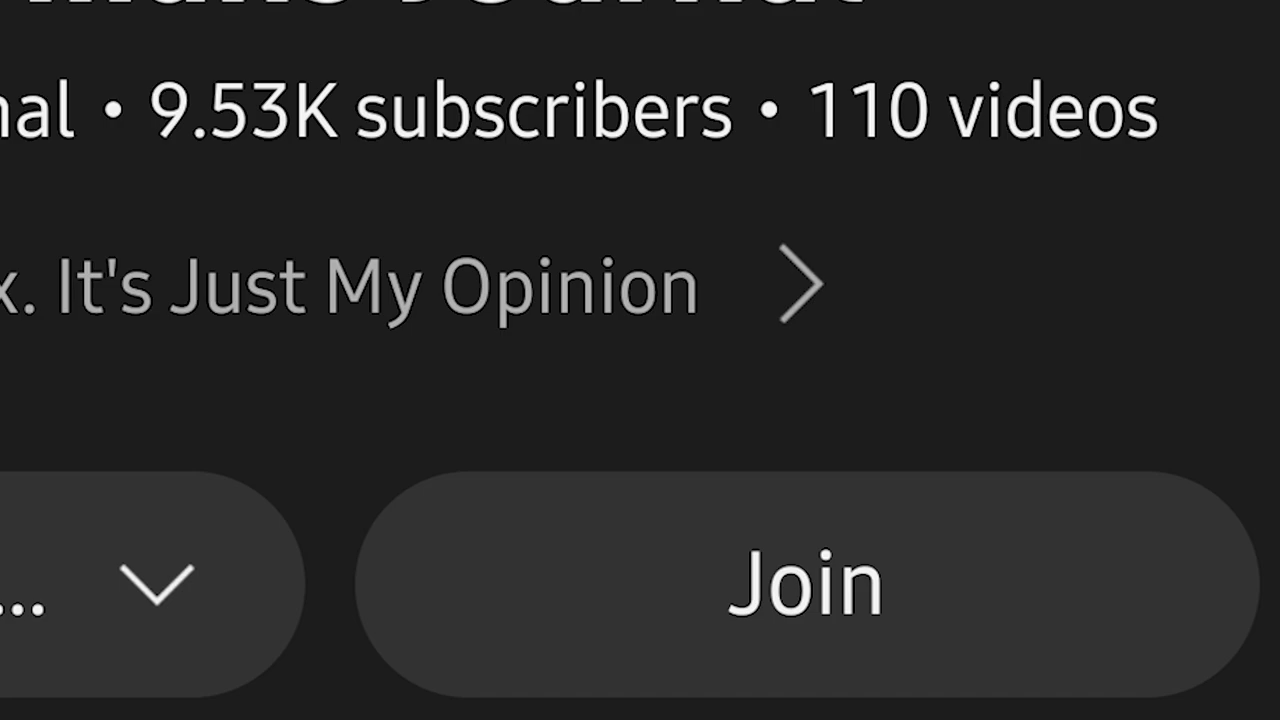 nal • 9.53K subscribers • 110 videos
x. It's Just My Opinion
... Join